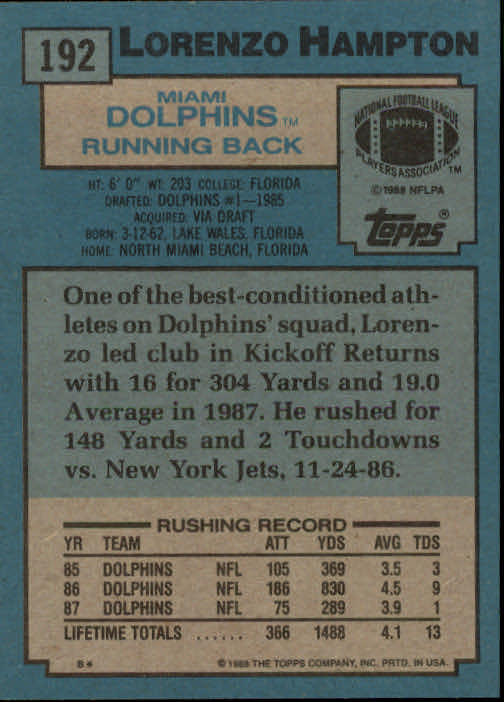 192 LORENZO HAMPTON
MIAMI
DOLPHINS TM
RUNNING BACK
NATIONAL FOOTBALL LEAGUE
PLAYERS ASSOCIATION TM
©1988 NFLPA
topps®
HT: 6' 0" WT: 203 COLLEGE: FLORIDA
DRAFTED: DOLPHINS #1—1985
ACQUIRED: VIA DRAFT
BORN: 3-12-62, LAKE WALES, FLORIDA
HOME: NORTH MIAMI BEACH, FLORIDA
One of the best-conditioned ath-
letes on Dolphins' squad, Loren-
zo led club in Kickoff Returns
with 16 for 304 Yards and 19.0
Average in 1987. He rushed for
148 Yards and 2 Touchdowns
vs. New York Jets, 11-24-86.
RUSHING RECORD
YR TEAM ATT YDS AVG TDS
85 DOLPHINS NFL 105 369 3.5 3
86 DOLPHINS NFL 186 830 4.5 9
87 DOLPHINS NFL 75 289 3.9 1
LIFETIME TOTALS ...... 366 1488 4.1 13
B* ©1988 THE TOPPS COMPANY, INC. PRTD. IN USA.